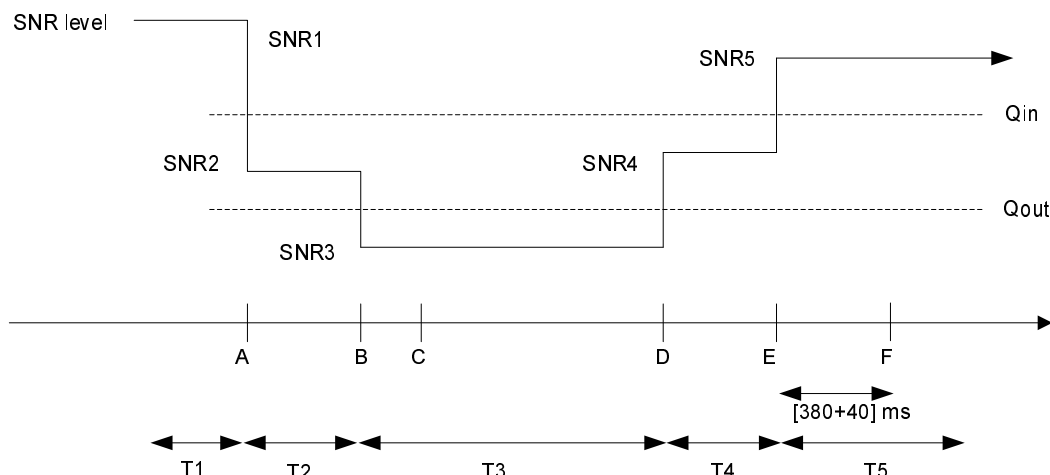 SNR level
SNR1
SNR5
Qin
SNR2
SNR4
Qout
SNR3
A
B
C
D
E
F
[380+40] ms
T1
T2
T3
T4
T5